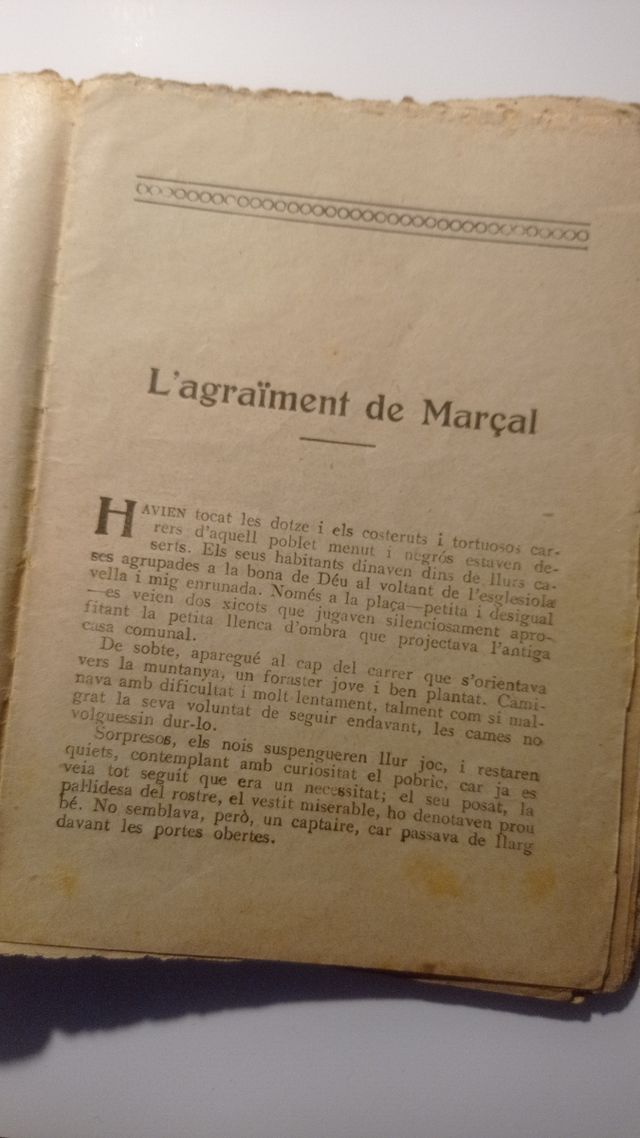 L'agraïment de Marçal
HAVIEN tocat les dotze i els costeruts i tortuosos car-
rers d'aquell poblet menut i negrós estaven de-
serts. Els seus habitants dinaven dins de llurs ca-
ses agrupades a la bona de Déu al voltant de l'esglesiola
vella i mig enrunada. Només a la plaça—petita i desigual
—es veien dos xicots que jugaven silenciosament apro-
fitant la petita llenca d'ombra que projectava l'antiga
casa comunal.
De sobte, aparegué al cap del carrer que s'orientava
vers la muntanya, un foraster jove i ben plantat. Cami-
nava amb dificultat i molt lentament, talment com si mal-
grat la seva voluntat de seguir endavant, les cames no
volguessin dur-lo.
Sorpresos, els nois suspengueren llur joc, i restaren
quiets, contemplant amb curiositat el pobric, car ja es
veia tot seguit que era un necessitat; el seu posat, la
pal·lidesa del rostre, el vestit miserable, ho denotaven prou
bé. No semblava, però, un captaire, car passava de llarg
davant les portes obertes.